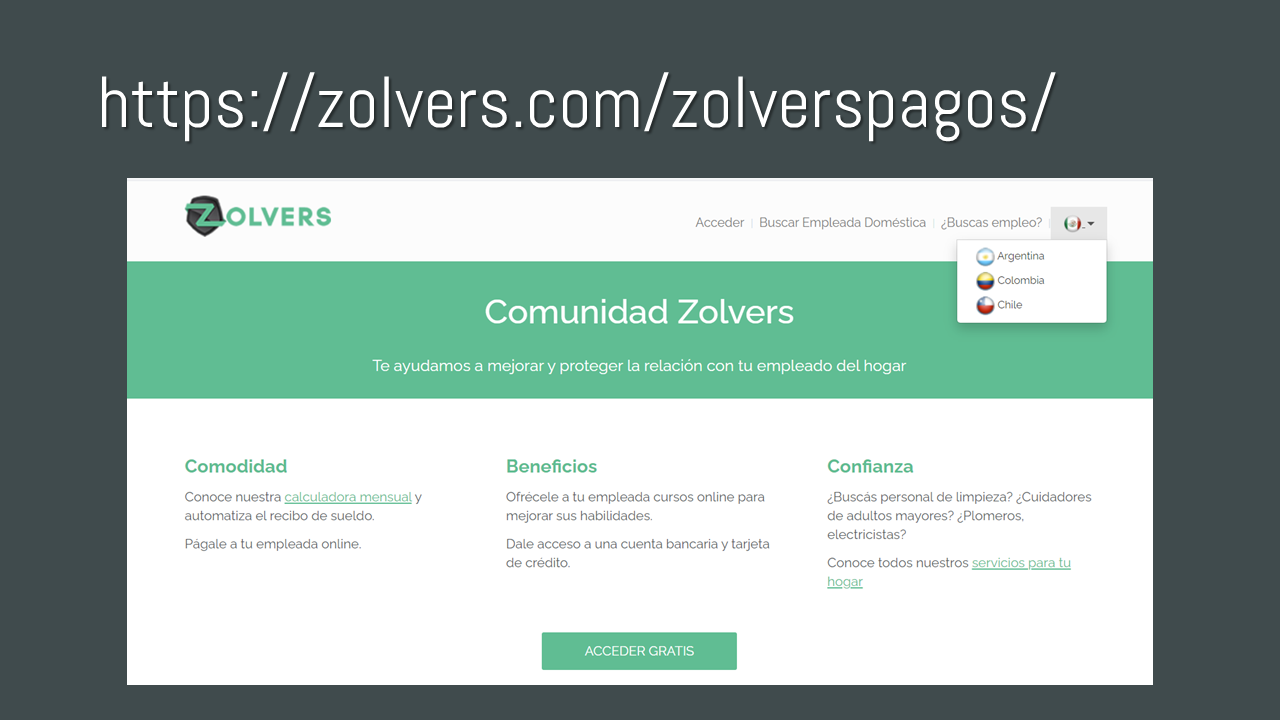 https://zolvers.com/zolverspagos/
ZOLVERS
Acceder
Buscar Empleada Doméstica
¿Buscas empleo?
Argentina
Colombia
Chile
Comunidad Zolvers
Te ayudamos a mejorar y proteger la relación con tu empleado del hogar
Comodidad
Conoce nuestra calculadora mensual y
automatiza el recibo de sueldo.
Págale a tu empleada online.
Beneficios
Ofrécele a tu empleada cursos online para
mejorar sus habilidades.
Dale acceso a una cuenta bancaria y tarjeta
de crédito.
Confianza
¿Buscás personal de limpieza? ¿Cuidadores
de adultos mayores? ¿Plomeros,
electricistas?
Conoce todos nuestros servicios para tu
hogar
ACCEDER GRATIS